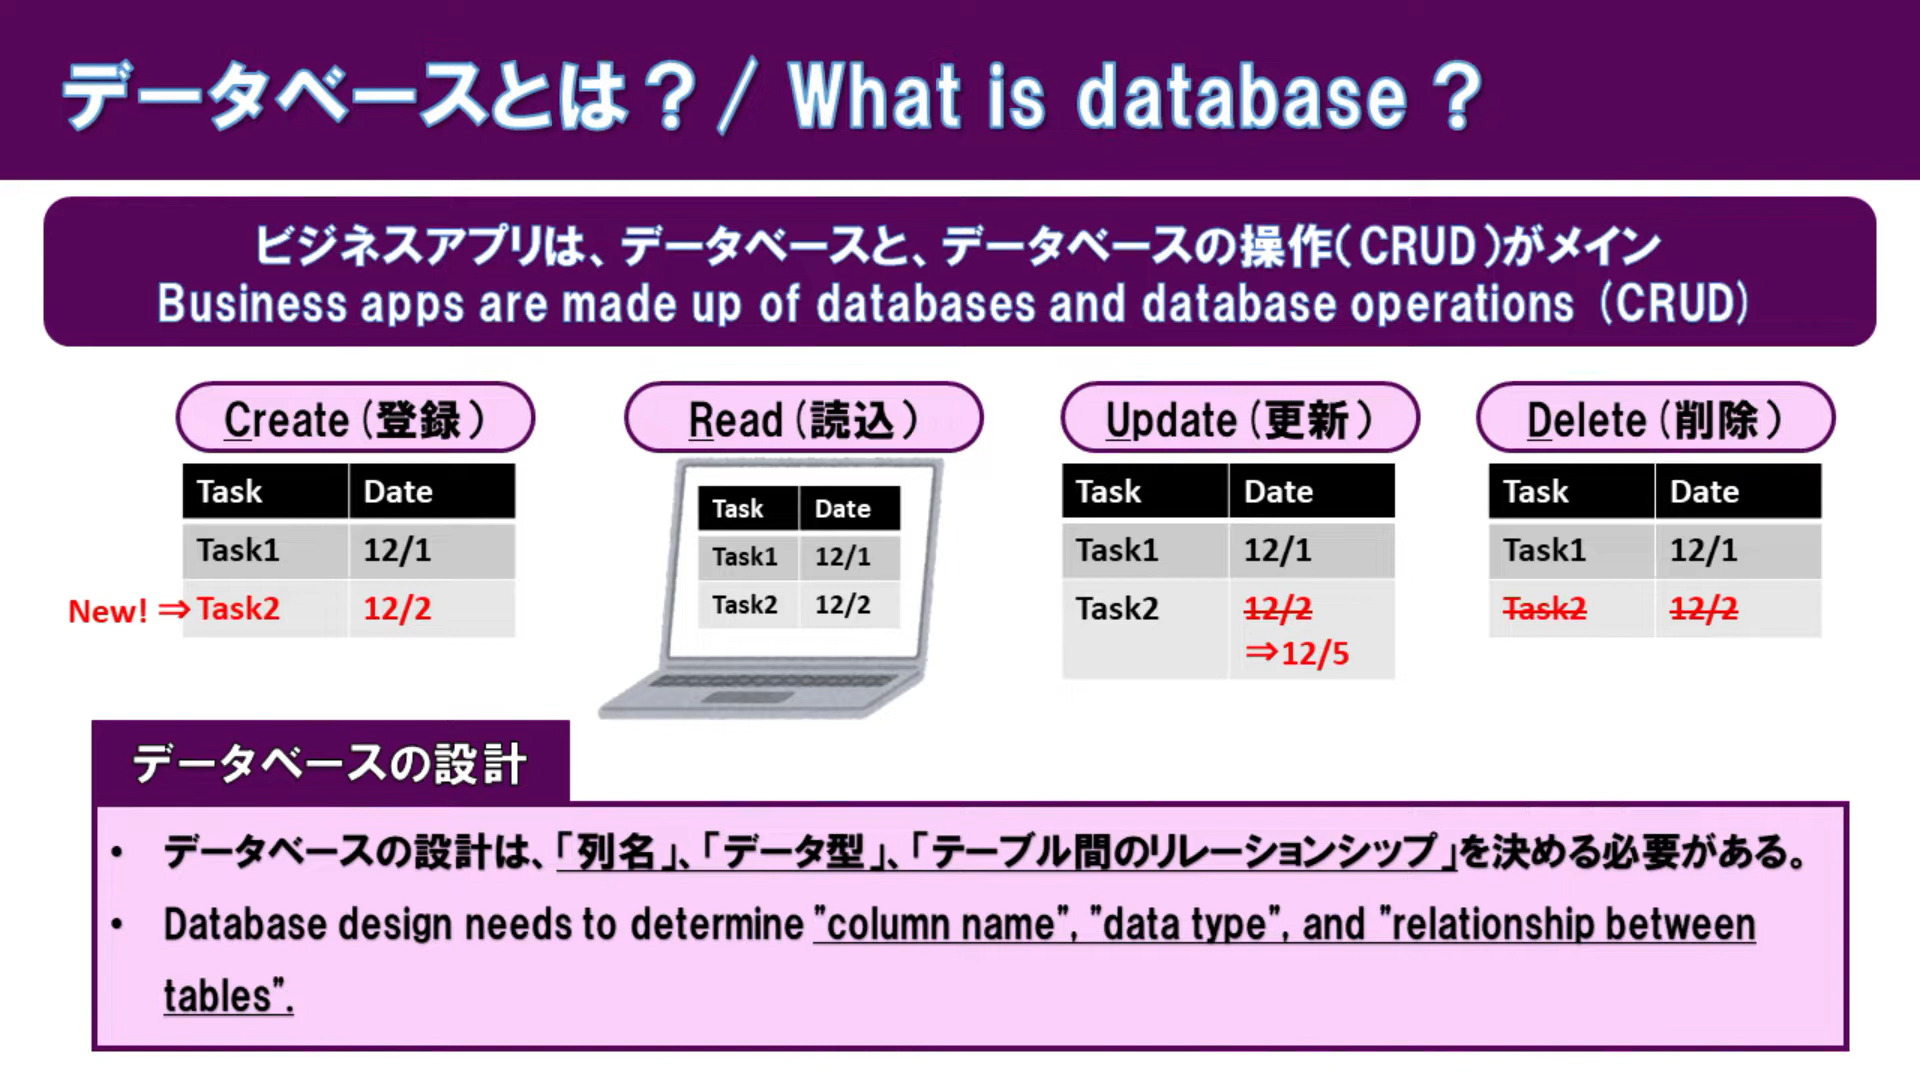 データベースとは？/ What is database ?
ビジネスアプリは、データベースと、データベースの操作(CRUD)がメイン
Business apps are made up of databases and database operations (CRUD)
Create(登録)
Task Date
Task1 12/1
New! ⇒ Task2 12/2
Read(読込)
Task Date
Task1 12/1
Task2 12/2
Update(更新)
Task Date
Task1 12/1
Task2 12/2
⇒12/5
Delete(削除)
Task Date
Task1 12/1
Task2 12/2
データベースの設計
• データベースの設計は、「列名」、「データ型」、「テーブル間のリレーションシップ」を決める必要がある。
• Database design needs to determine "column name", "data type", and "relationship between
tables".